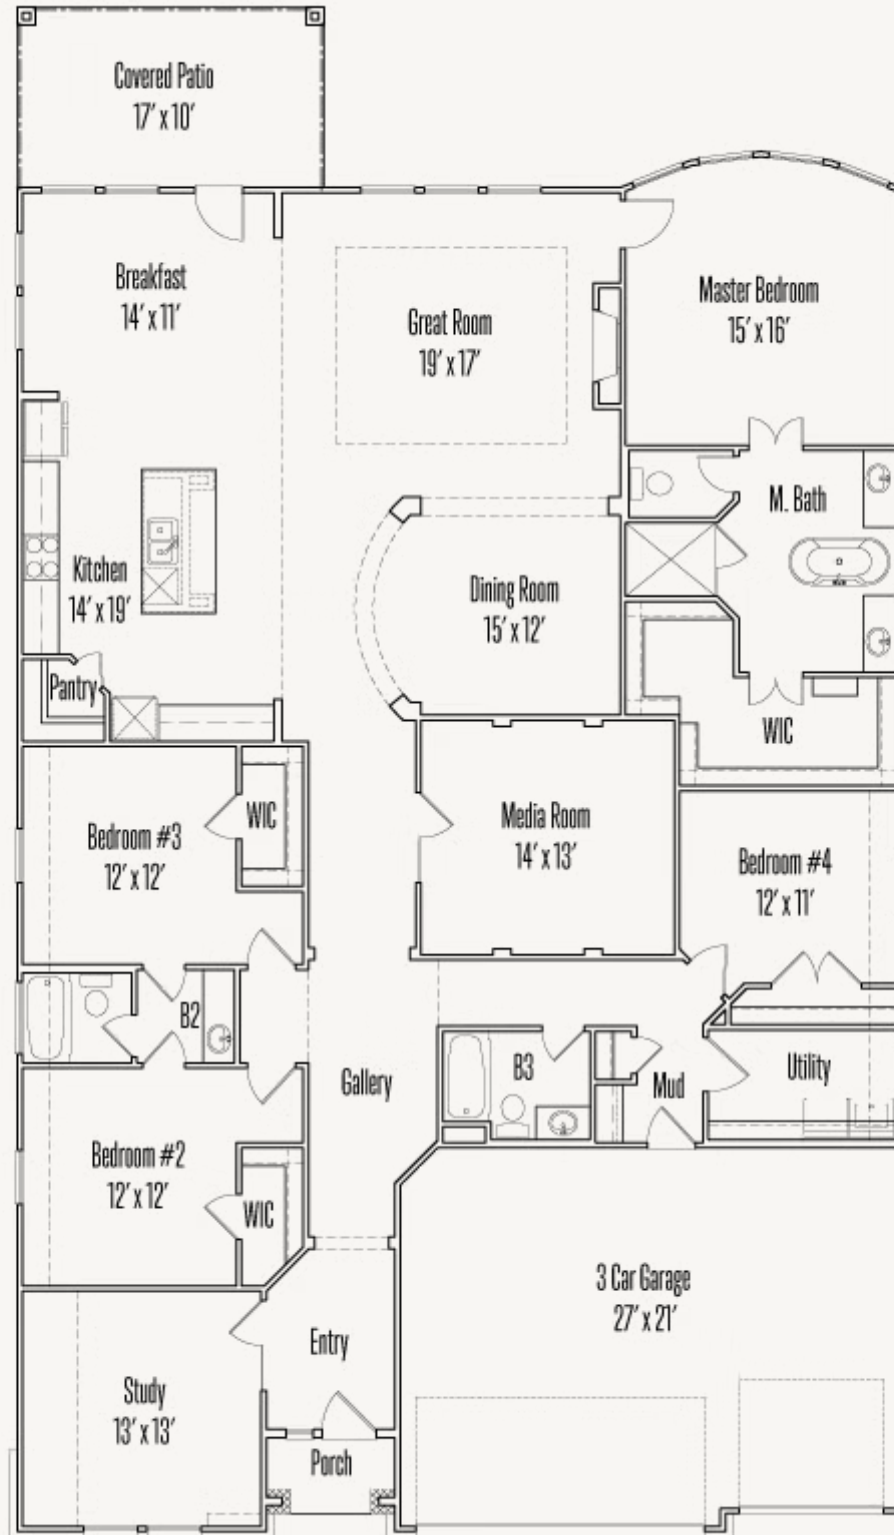 Covered Patio
17' x 10'
Breakfast
14' x 11'
Great Room
19' x 17'
Master Bedroom
15' x 16'
M. Bath
Kitchen
14' x 19'
Dining Room
15' x 12'
Pantry
WIC
Bedroom #3
12' x 12'
WIC
Media Room
14' x 13'
Bedroom #4
12' x 11'
B2
Gallery
B3
Mud
Utility
Bedroom #2
12' x 12'
WIC
3 Car Garage
27' x 21'
Entry
Study
13' x 13'
Porch